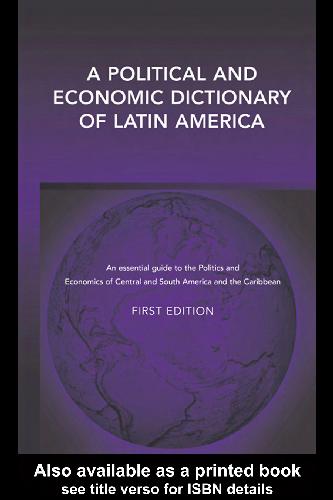 A POLITICAL AND
ECONOMIC DICTIONARY
OF LATIN AMERICA
An essential guide to the Politics and
Economics of Central and South America and the Caribbean
FIRST EDITION
Also available as a printed book
see title verso for ISBN details